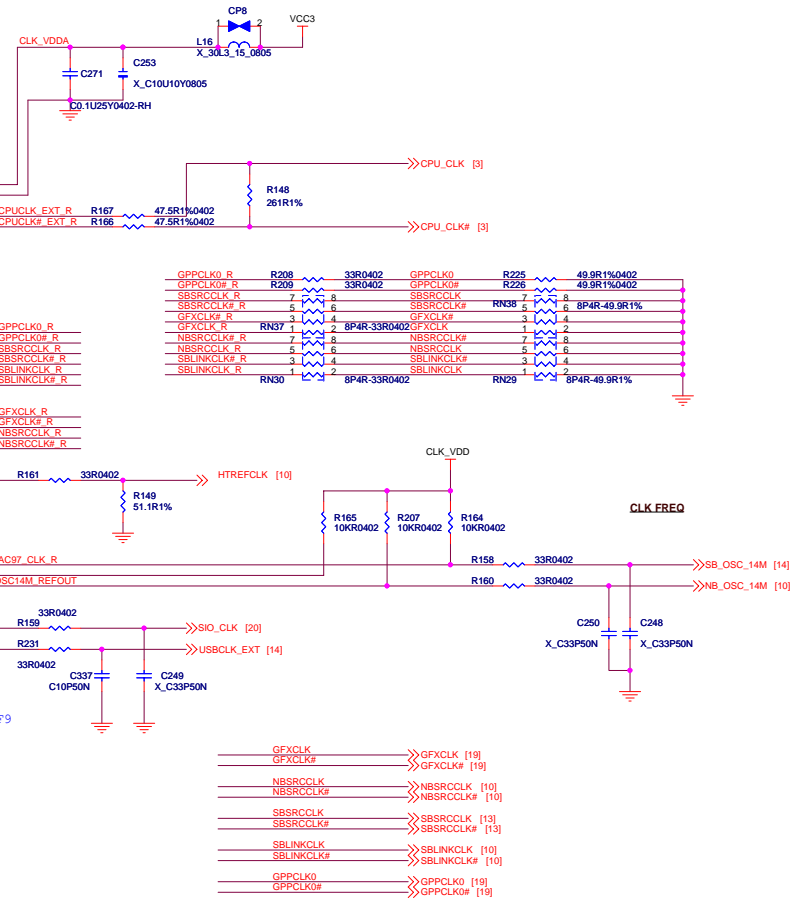 CP8
1 2
VCC3
CLK_VDDA
L16
X_30L3_15_0805
C271
C253
X_C10U10Y0805
C0.1U25Y0402-RH
CPU_CLK [3]
R148
261R1%
CPUCLK_EXT_R R167 47.5R1%0402
CPUCLK#_EXT_R R166 47.5R1%0402
CPU_CLK# [3]
GPPCLK0_R R208 33R0402 GPPCLK0 R225 49.9R1%0402
GPPCLK0#_R R209 33R0402 GPPCLK0# R226 49.9R1%0402
SBSRCCLK_R 7 8 SBSRCCLK 7 8
SBSRCCLK#_R 5 6 SBSRCCLK# RN38 5 6 8P4R-49.9R1%
GFXCLK#_R 3 4 GFXCLK# 3 4
GFXCLK_R RN37 1 2 8P4R-33R0402 GFXCLK 1 2
NBSRCCLK#_R 7 8 NBSRCCLK# 7 8
NBSRCCLK_R 5 6 NBSRCCLK 5 6
SBLINKCLK#_R 3 4 SBLINKCLK# 3 4
SBLINKCLK_R 1 2 SBLINKCLK 1 2
RN30 8P4R-33R0402 RN29 8P4R-49.9R1%
GPPCLK0_R
GPPCLK0#_R
SBSRCCLK_R
SBSRCCLK#_R
SBLINKCLK_R
SBLINKCLK#_R
GFXCLK_R
GFXCLK#_R
NBSRCCLK_R
NBSRCCLK#_R
R161 33R0402 HTREFCLK [10]
R149
51.1R1%
CLK_VDD
R165
10KR0402
R207
10KR0402
R164
10KR0402
CLK FREQ
AC97_CLK_R R158 33R0402 SB_OSC_14M [14]
OSC14M_REFOUT R160 33R0402 NB_OSC_14M [10]
C250
X_C33P50N
C248
X_C33P50N
33R0402
R159 SIO_CLK [20]
R231 USBCLK_EXT [14]
33R0402
C337
C10P50N
C249
X_C33P50N
F9
GFXCLK GFXCLK [19]
GFXCLK# GFXCLK# [19]
NBSRCCLK NBSRCCLK [10]
NBSRCCLK# NBSRCCLK# [10]
SBSRCCLK SBSRCCLK [13]
SBSRCCLK# SBSRCCLK# [13]
SBLINKCLK SBLINKCLK [10]
SBLINKCLK# SBLINKCLK# [10]
GPPCLK0 GPPCLK0 [19]
GPPCLK0# GPPCLK0# [19]